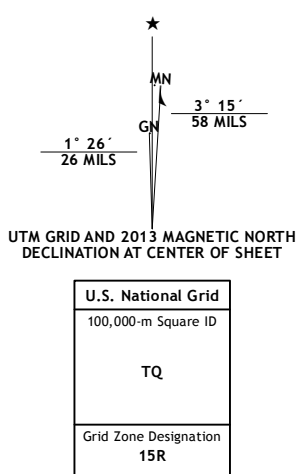 ★
MN
3° 15´
58 MILS
GN
1° 26´
26 MILS
UTM GRID AND 2013 MAGNETIC NORTH
DECLINATION AT CENTER OF SHEET
U.S. National Grid
100,000-m Square ID
TQ
Grid Zone Designation
15R